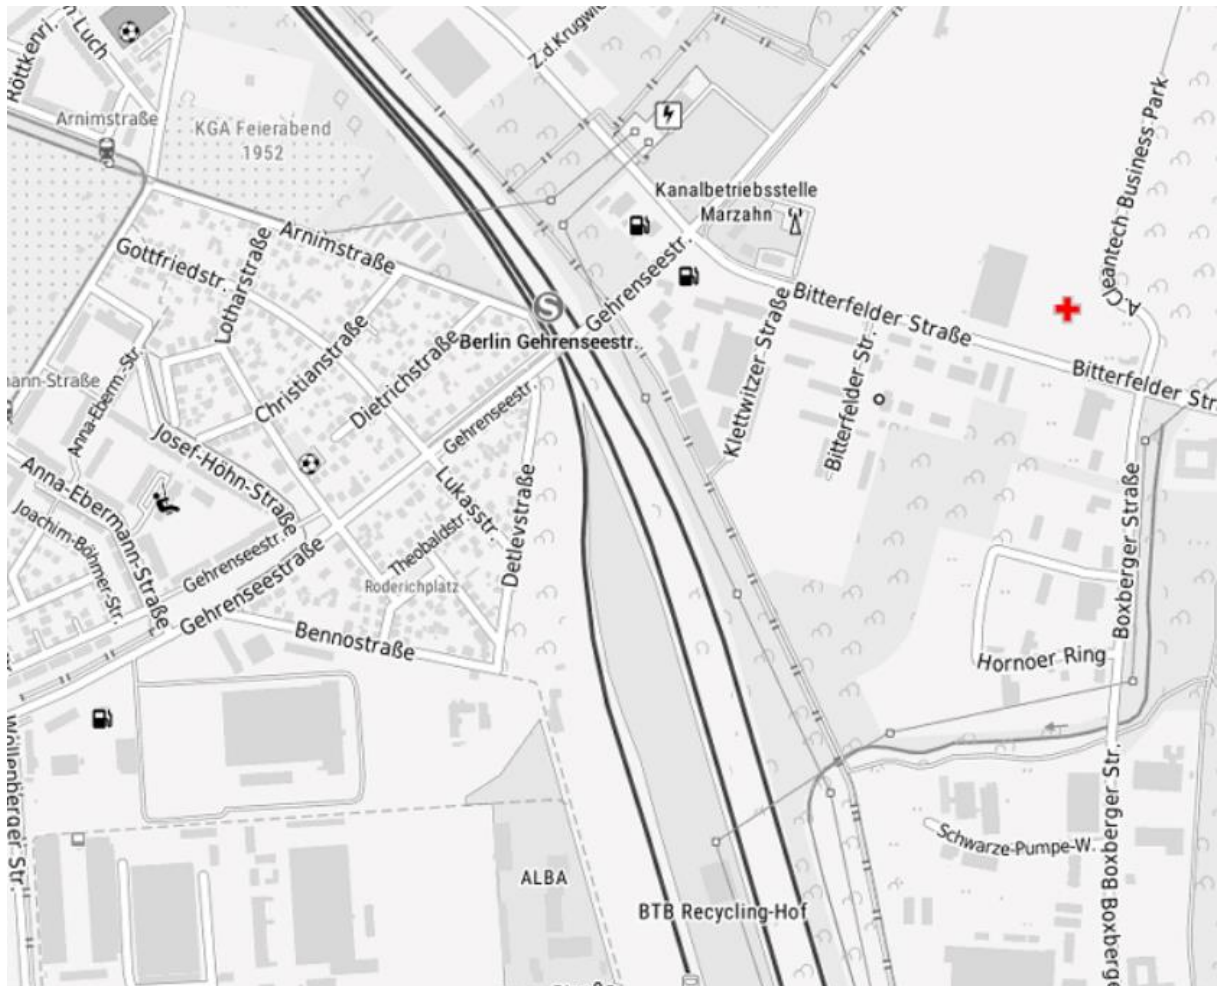 Röttkenri.
n Luch
Z.d.Krugwie
Arnimstraße
KGA Feierabend
1952
Kanalbetriebsstelle
Marzahn
A.Cleantech Business Park
Arnimstraße
Gottfriedstr.
Lotharstraße
Gehrenseestr.
S
Bitterfelder Straße
Berlin Gehrenseestr.
Christianstraße
Dietrichstraße
Klettwitzer Straße
Bitterfelder Str.
Bitterfelder Str
mann-Straße
Anna-Eberm.-Str.
Gehrenseestr.
Josef-Höhn-Straße
Lukasstr.
Detlevstraße
Anna-Ebermann-Straße
Joachim-Böhmer-Str.
Gehrenseestr.
Gehrenseestraße
Theobaldstr.
Roderichplatz
Boxberger Straße
Bennostraße
Hornoer Ring
Wollenberger Str.
Boxberger Str.
Boxberge
Schwarze-Pumpe-W.
ALBA
BTB Recycling-Hof